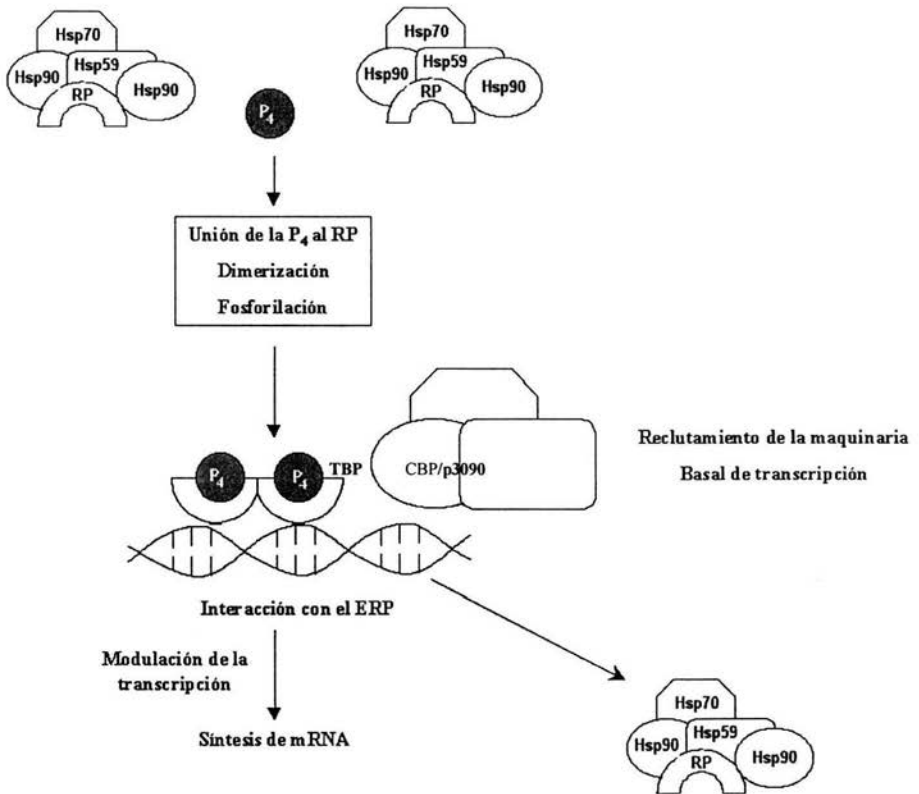 Hsp70
Hsp90
Hsp59
Hsp90
RP
Hsp70
Hsp90
Hsp59
Hsp90
RP
P4
Unión de la P4 al RP
Dimerización
Fosforilación
P4
P4
TBP
CBP/p3090
Reclutamiento de la maquinaria
Basal de transcripción
Interacción con el ERP
Modulación de la
transcripción
Síntesis de mRNA
Hsp70
Hsp90
Hsp59
Hsp90
RP